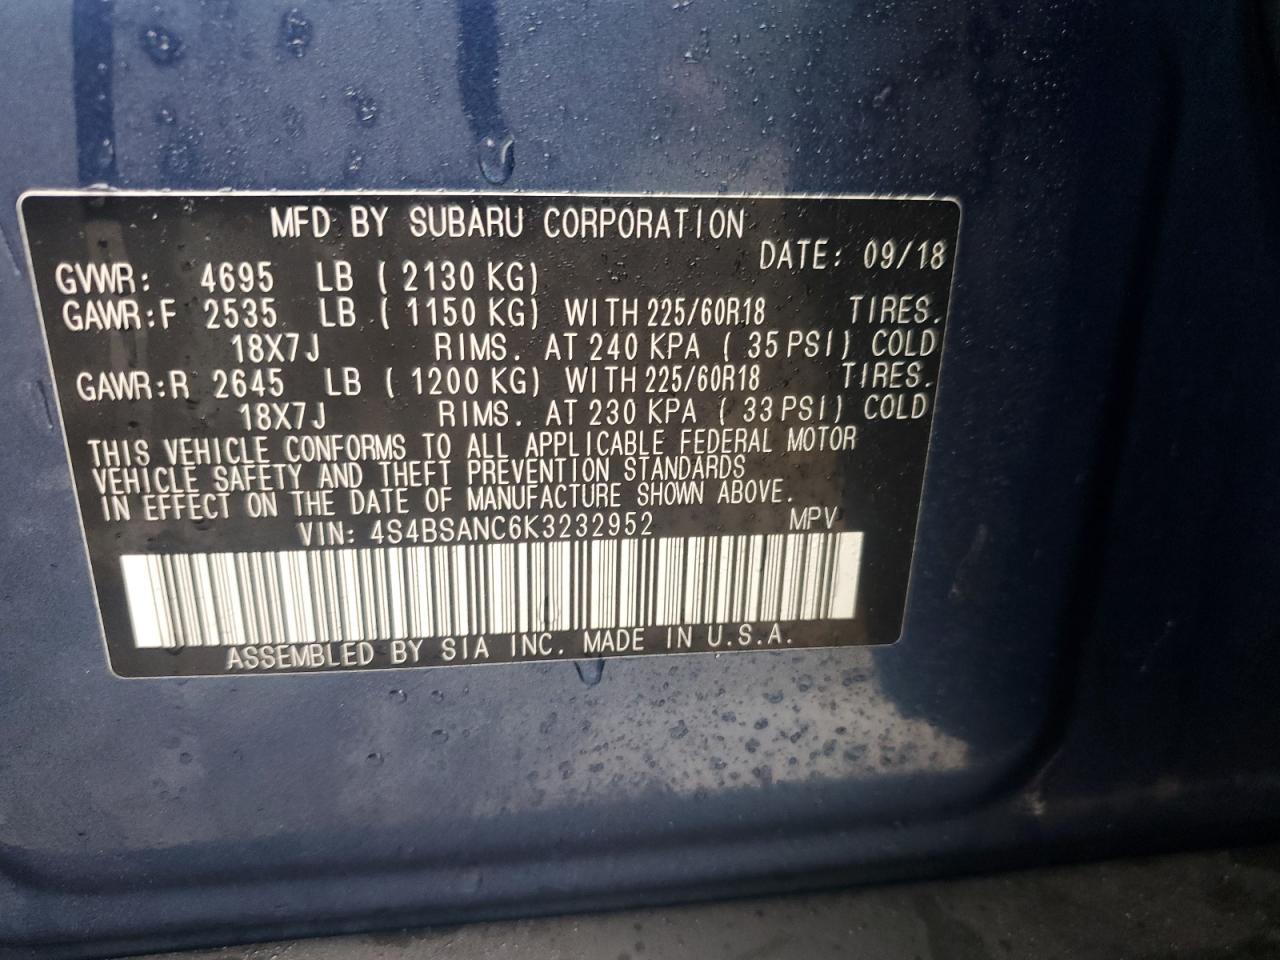 MFD BY SUBARU CORPORATION
DATE: 09/18
GVWR: 4695 LB ( 2130 KG)
GAWR:F 2535 LB ( 1150 KG) WITH 225/60R18 TIRES.
18X7J RIMS. AT 240 KPA ( 35 PSI) COLD
GAWR:R 2645 LB ( 1200 KG) WITH 225/60R18 TIRES.
18X7J RIMS. AT 230 KPA ( 33 PSI) COLD
THIS VEHICLE CONFORMS TO ALL APPLICABLE FEDERAL MOTOR
VEHICLE SAFETY AND THEFT PREVENTION STANDARDS
IN EFFECT ON THE DATE OF MANUFACTURE SHOWN ABOVE.
VIN: 4S4BSANC6K3232952 MPV
ASSEMBLED BY SIA INC. MADE IN U.S.A.